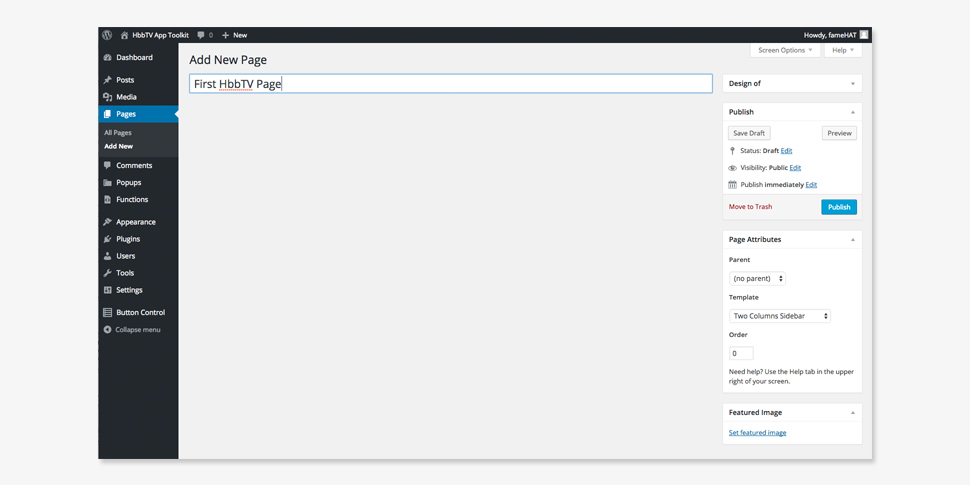 HbbTV App Toolkit 0 + New Howdy, fameHAT
Screen Options Help
Dashboard
Posts
Media
Pages
All Pages
Add New
Comments
Popups
Functions
Appearance
Plugins
Users
Tools
Settings
Button Control
Collapse menu
Add New Page
First HbbTV Page
Design of
Publish
Save Draft Preview
Status: Draft Edit
Visibility: Public Edit
Publish immediately Edit
Move to Trash Publish
Page Attributes
Parent
(no parent)
Template
Two Columns Sidebar
Order
0
Need help? Use the Help tab in the upper
right of your screen.
Featured Image
Set featured image